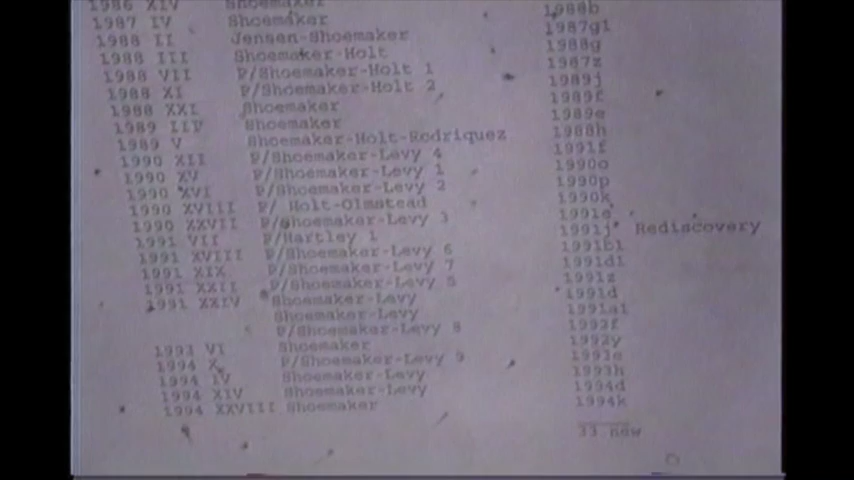 1986 XIV Shoemaker 1988b
1987 IV Shoemaker 1987g1
1988 II Jensen-Shoemaker 1988g
1988 III Shoemaker-Holt 1987z
1988 VII P/Shoemaker-Holt 1 1989j
1988 XI P/Shoemaker-Holt 2 1989f
1988 XXI Shoemaker 1989e
1989 III Shoemaker 1988h
1989 V Shoemaker-Holt-Rodriquez 1991f
1990 XII P/Shoemaker-Levy 4 1990o
1990 XV P/Shoemaker-Levy 1 1990p
1990 XVI P/Shoemaker-Levy 2 1990k
1990 XVIII P/ Holt-Olmstead 1991e
1990 XXVII P/Shoemaker-Levy 3 1991j Rediscovery
1991 VII P/Hartley 1 1991b1
1991 XVIII P/Shoemaker-Levy 6 1991d1
1991 XIX P/Shoemaker-Levy 7 1991z
1991 XXII P/Shoemaker-Levy 5 1991d
1991 XXIV Shoemaker-Levy 1991a1
Shoemaker-Levy 1992f
P/Shoemaker-Levy 8 1992y
1993 VI Shoemaker 1993e
1994 X P/Shoemaker-Levy 9 1993h
1994 IV Shoemaker-Levy 1994d
1994 XIV Shoemaker-Levy 1994k
1994 XXVIII Shoemaker
33 new